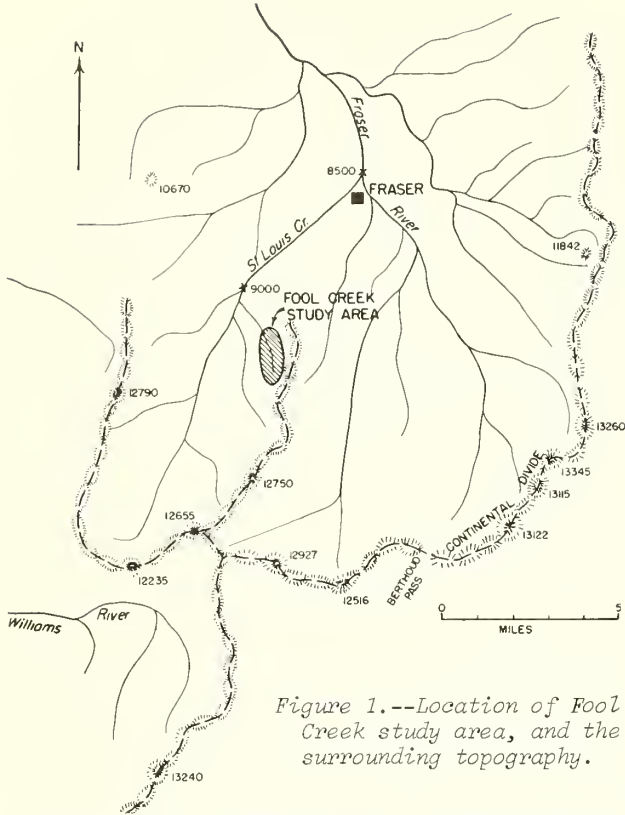 N
Fraser
8500
FRASER
River
10670
11842
St Louis Cr.
9000
FOOL CREEK
STUDY AREA
12790
13260
13345
12750
13115
CONTINENTAL DIVIDE
12655
13122
12927
12235
BERTHOUD
PASS
12516
0 5
MILES
Williams River
13240
Figure 1.--Location of Fool
Creek study area, and the
surrounding topography.